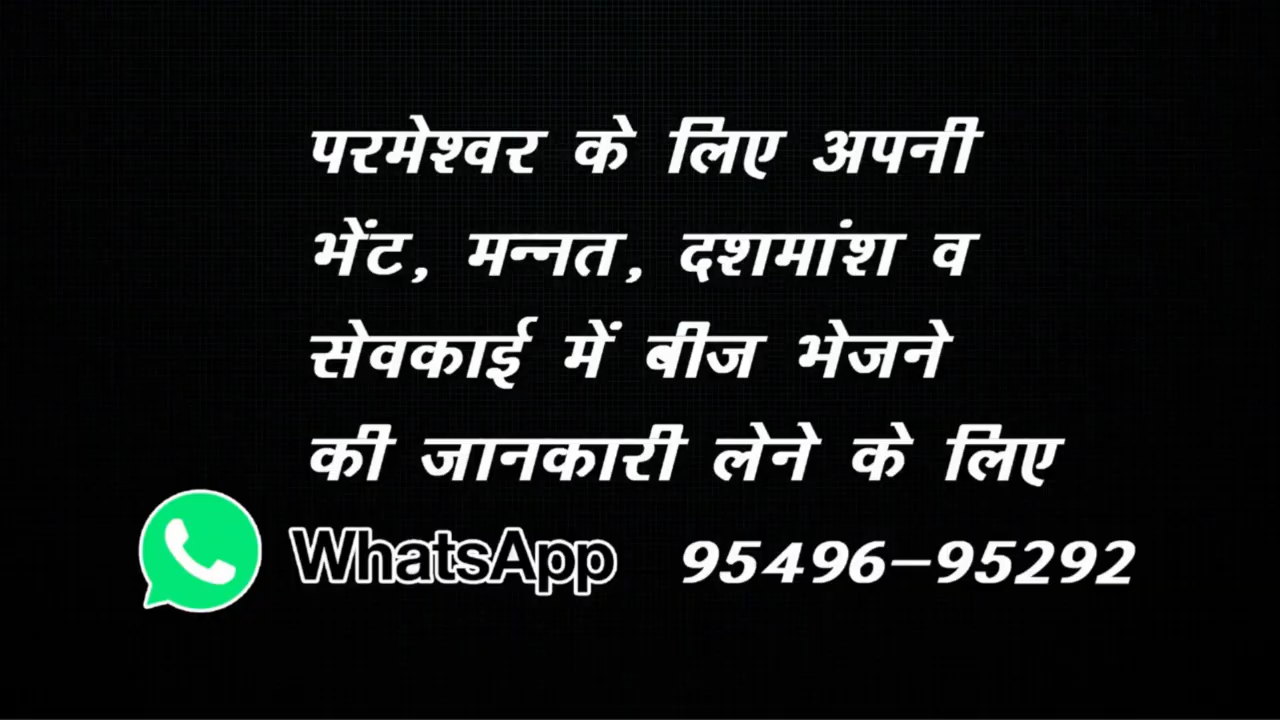 परमेश्वर के लिए अपनी
भेंट, मन्नत, दशमांश व
सेवकाई में बीज भेजने
की जानकारी लेने के लिए
WhatsApp 95496-95292